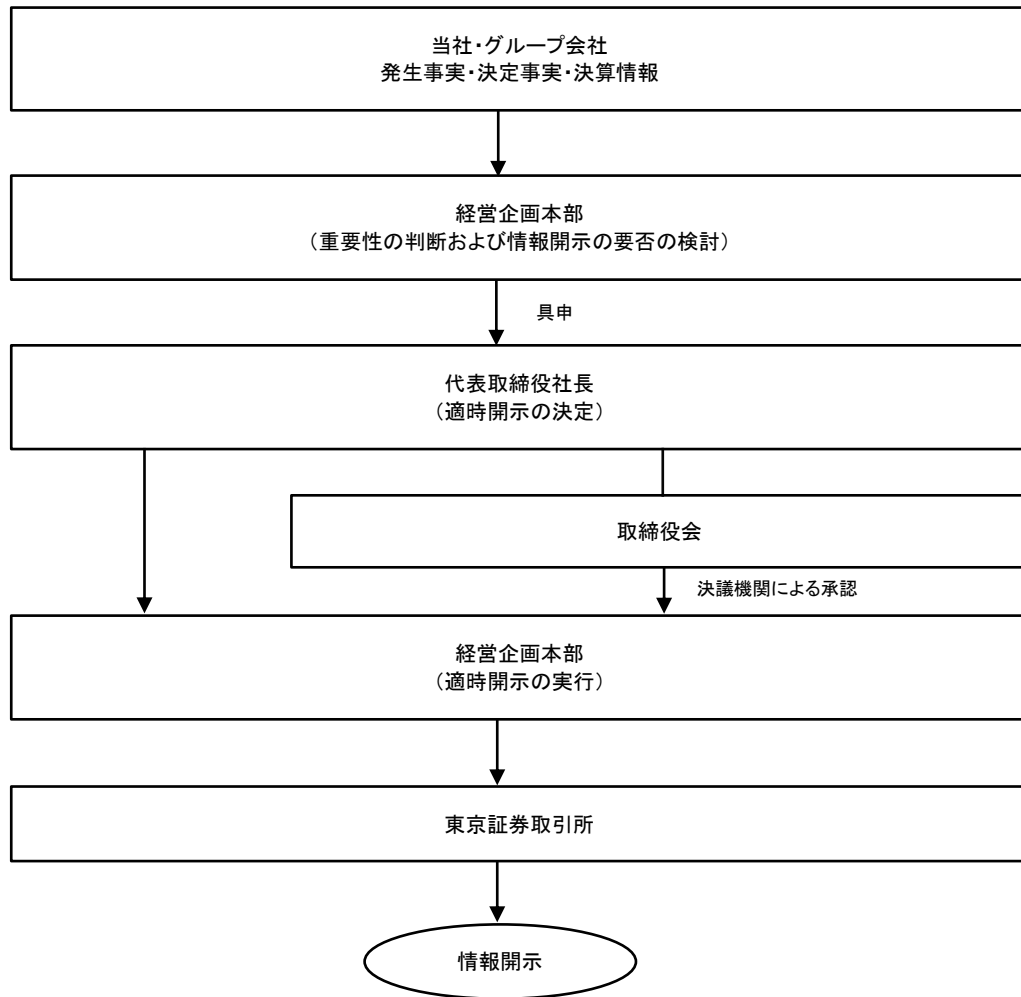 当社・グループ会社
発生事実・決定事実・決算情報
経営企画本部
（重要性の判断および情報開示の要否の検討）
具申
代表取締役社長
（適時開示の決定）
取締役会
決議機関による承認
経営企画本部
（適時開示の実行）
東京証券取引所
情報開示